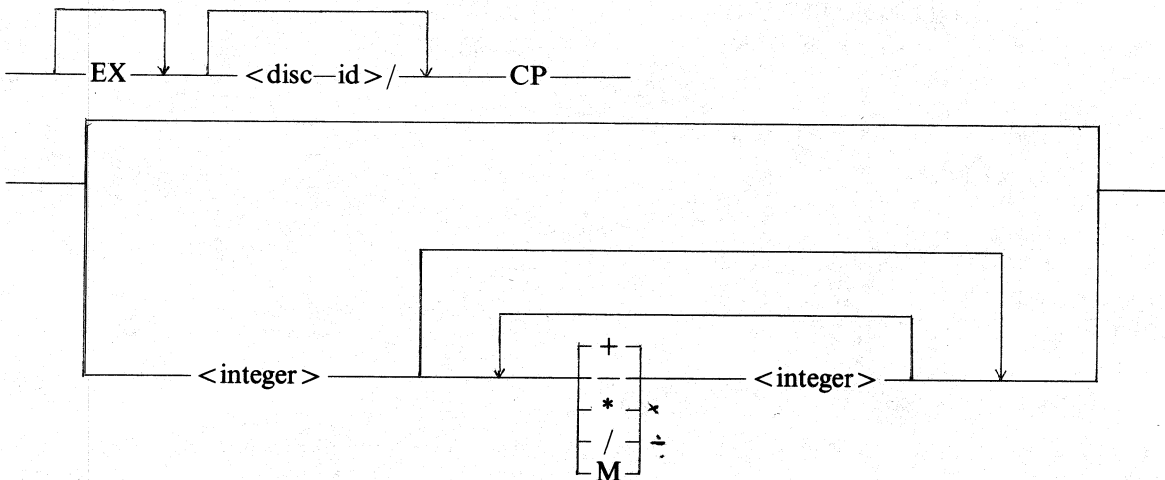 EX <disc—id>/ CP
+
<integer> — <integer>
* ×
/ ÷
M